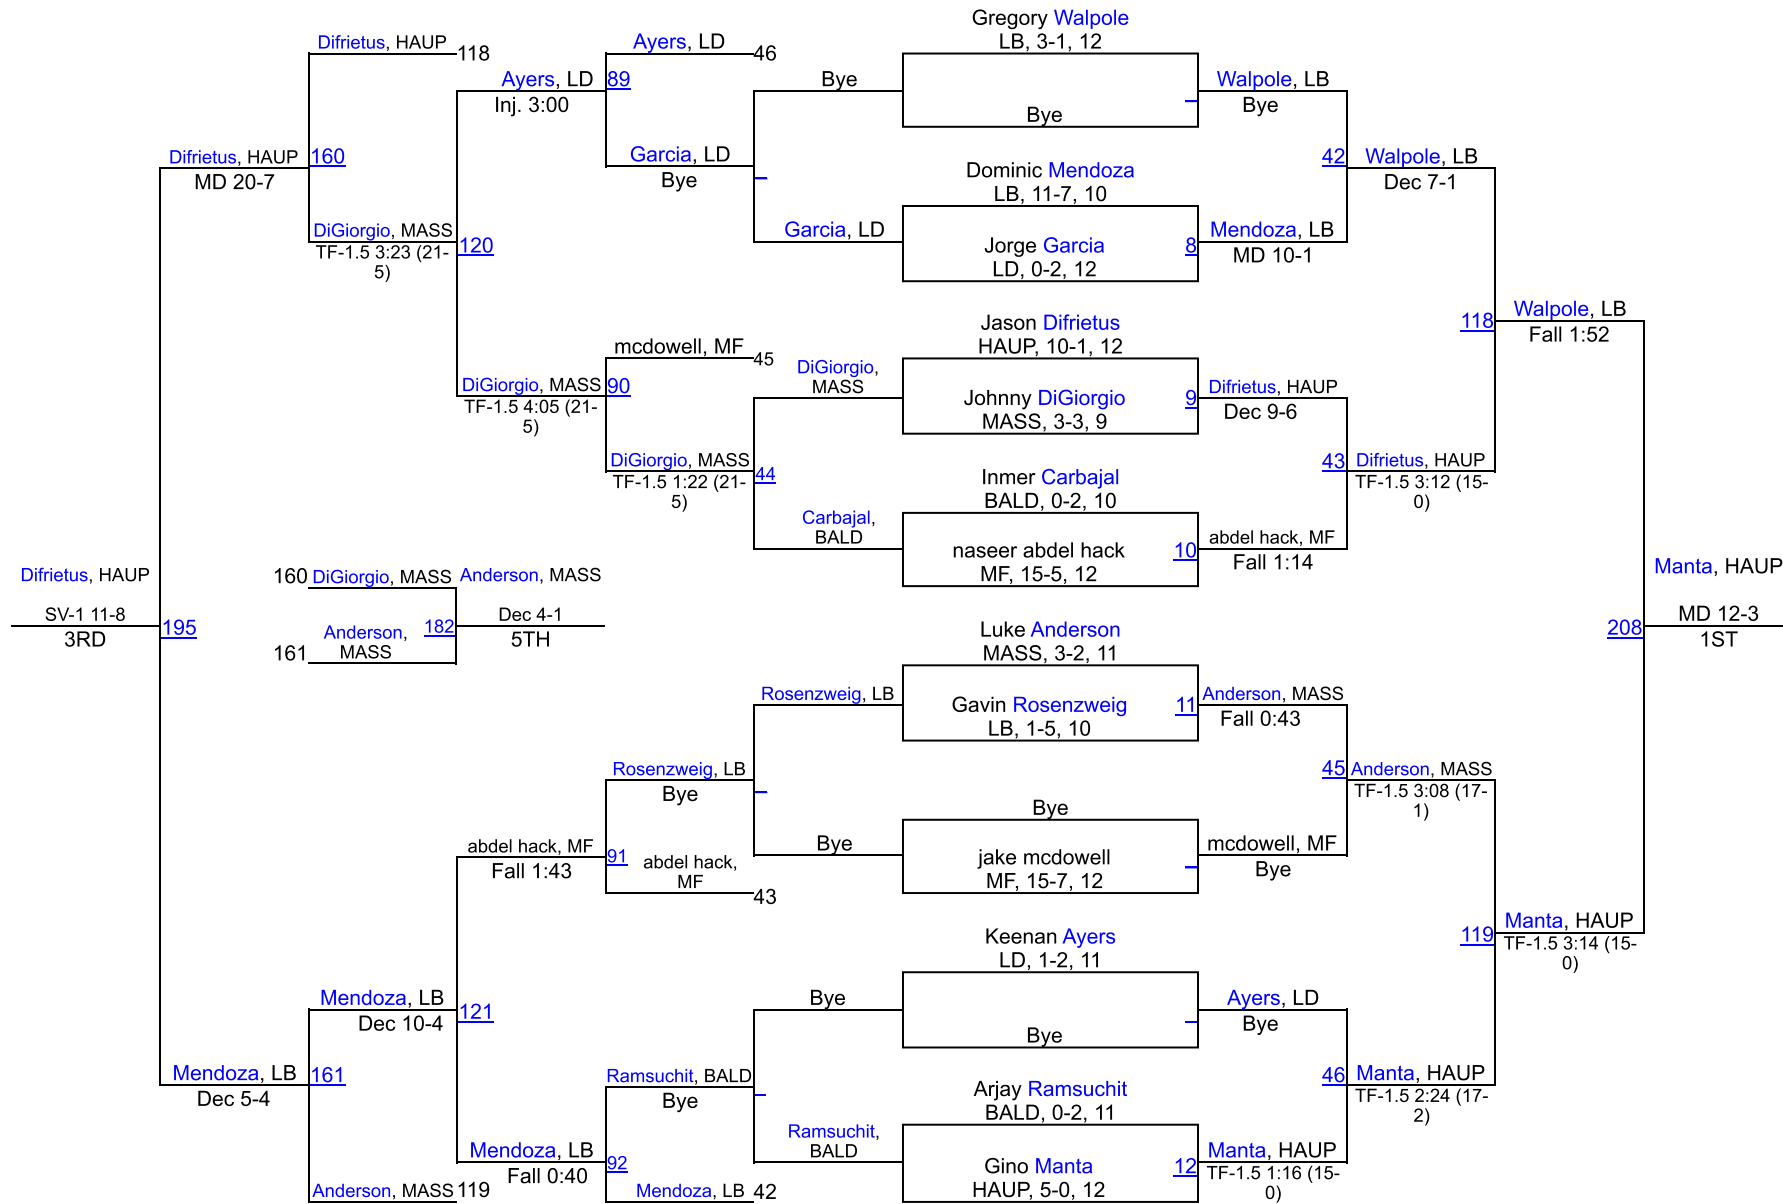 Gregory Walpole
LB, 3-1, 12
Bye
Dominic Mendoza
LB, 11-7, 10
Jorge Garcia
LD, 0-2, 12
8
Jason Difrietus
HAUP, 10-1, 12
Johnny DiGiorgio
MASS, 3-3, 9
9
Inmer Carbajal
BALD, 0-2, 10
naseer abdel hack
MF, 15-5, 12
10
Luke Anderson
MASS, 3-2, 11
Gavin Rosenzweig
LB, 1-5, 10
11
Bye
jake mcdowell
MF, 15-7, 12
Keenan Ayers
LD, 1-2, 11
Bye
Arjay Ramsuchit
BALD, 0-2, 11
Gino Manta
HAUP, 5-0, 12
12
Walpole, LB
Bye
Mendoza, LB
MD 10-1
Difrietus, HAUP
Dec 9-6
abdel hack, MF
Fall 1:14
Anderson, MASS
Fall 0:43
mcdowell, MF
Bye
Ayers, LD
Bye
Manta, HAUP
TF-1.5 1:16 (15-
0)
42
Walpole, LB
Dec 7-1
43
Difrietus, HAUP
TF-1.5 3:12 (15-
0)
45
Anderson, MASS
TF-1.5 3:08 (17-
1)
46
Manta, HAUP
TF-1.5 2:24 (17-
2)
118
Walpole, LB
Fall 1:52
119
Manta, HAUP
TF-1.5 3:14 (15-
0)
208
Manta, HAUP
MD 12-3
1ST
Bye
Garcia, LD
DiGiorgio,
MASS
Carbajal,
BALD
Rosenzweig, LB
Bye
Bye
Ramsuchit,
BALD
Ayers, LD
46
Garcia, LD
Bye
mcdowell, MF
45
DiGiorgio, MASS
TF-1.5 1:22 (21-
5)
44
Rosenzweig, LB
Bye
abdel hack,
MF
43
Ramsuchit, BALD
Bye
Mendoza, LB
42
Ayers, LD
Inj. 3:00
89
DiGiorgio, MASS
TF-1.5 4:05 (21-
5)
90
abdel hack, MF
Fall 1:43
91
Mendoza, LB
Fall 0:40
92
Difrietus, HAUP
118
DiGiorgio, MASS
TF-1.5 3:23 (21-
5)
120
Mendoza, LB
Dec 10-4
121
Anderson, MASS
119
Difrietus, HAUP
MD 20-7
160
Mendoza, LB
Dec 5-4
161
Difrietus, HAUP
SV-1 11-8
3RD
195
160
DiGiorgio, MASS
161
Anderson,
MASS
182
Anderson, MASS
Dec 4-1
5TH